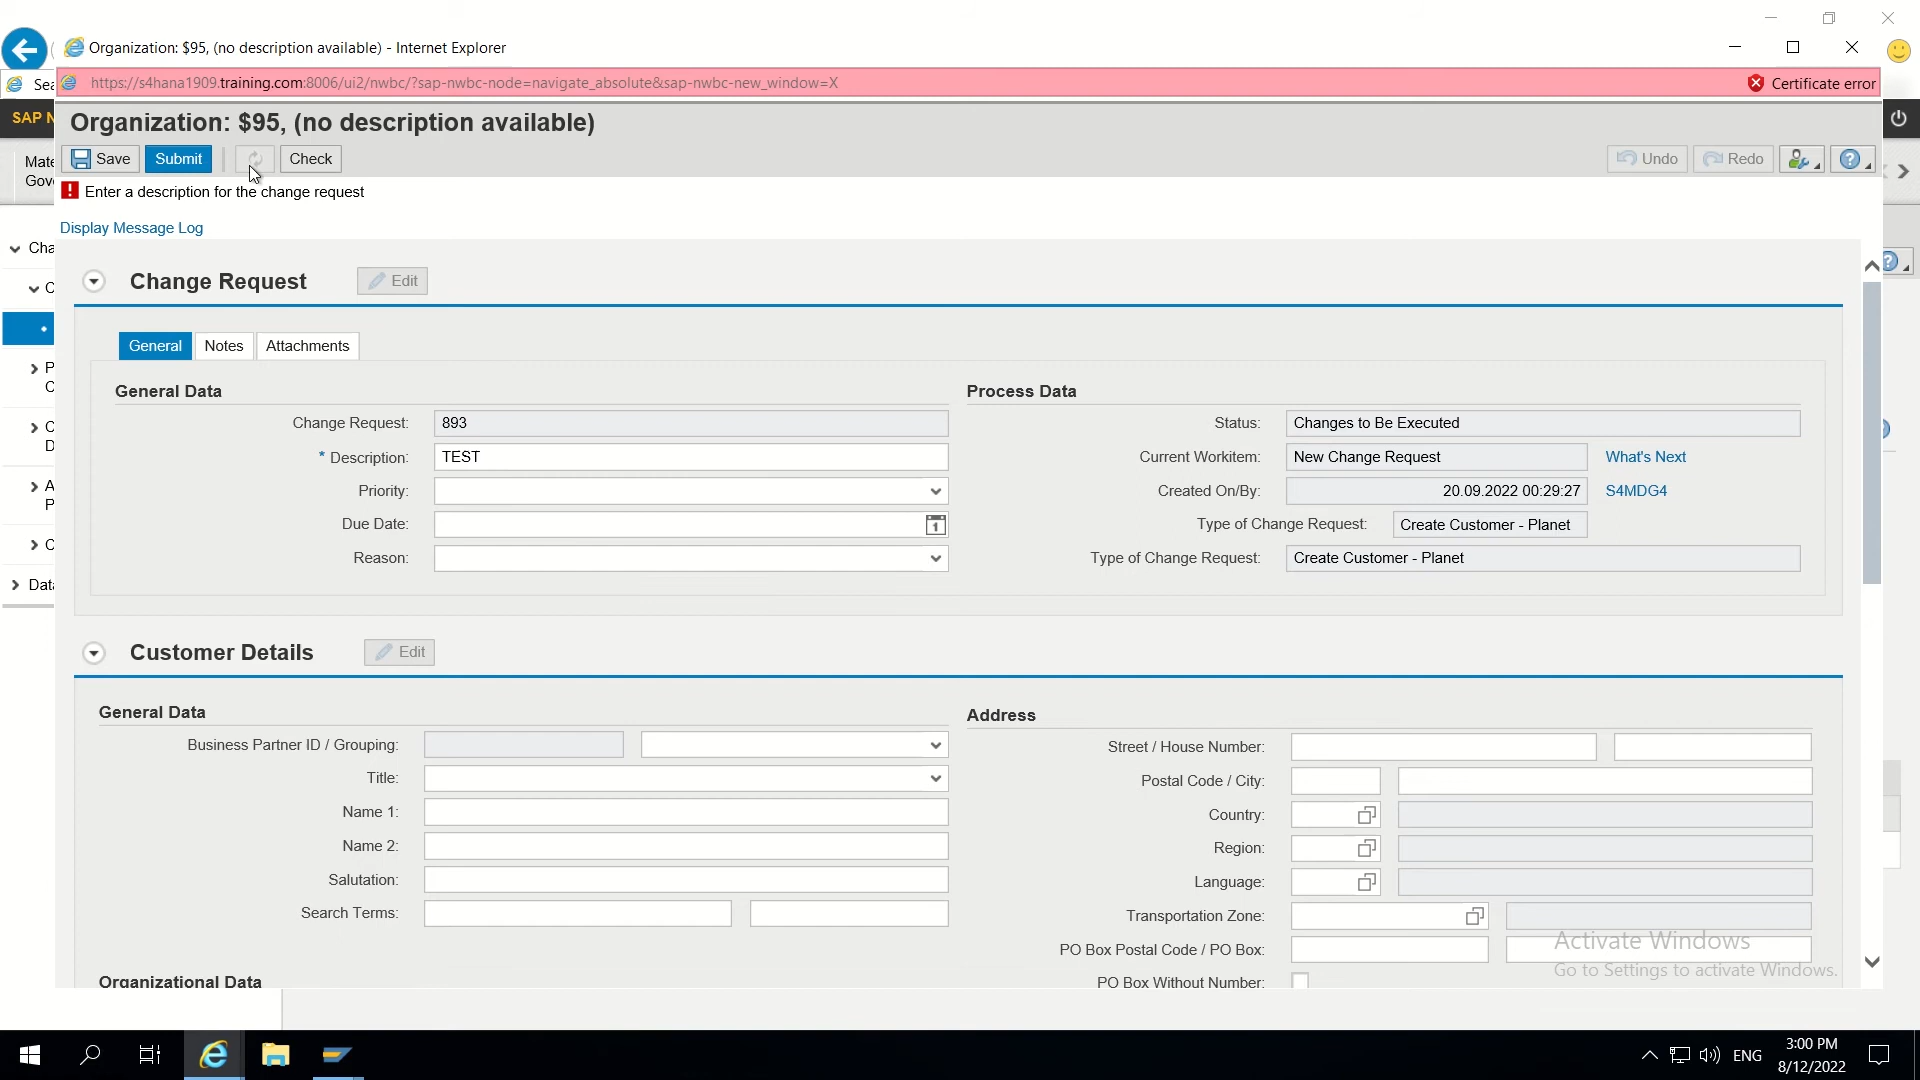 Organization: $95, (no description available) - Internet Explorer
https://s4hana1909.training.com:8006/ui2/nwbc/?sap-nwbc-node=navigate_absolute&sap-nwbc-new_window=X
Certificate error
Sea
SAP N
Organization: $95, (no description available)
Save Submit Check Undo Redo
Mate
Gov
Enter a description for the change request
Display Message Log
Cha
C
P
C
C
D
A
P
C
Data
Change Request Edit
General Notes Attachments
General Data
Change Request: 893
* Description: TEST
Priority:
Due Date: 1
Reason:
Process Data
Status: Changes to Be Executed
Current Workitem: New Change Request What's Next
Created On/By: 20.09.2022 00:29:27 S4MDG4
Type of Change Request: Create Customer - Planet
Type of Change Request: Create Customer - Planet
Customer Details Edit
General Data
Business Partner ID / Grouping:
Title:
Name 1:
Name 2:
Salutation:
Search Terms:
Organizational Data
Address
Street / House Number:
Postal Code / City:
Country:
Region:
Language:
Transportation Zone:
PO Box Postal Code / PO Box:
PO Box Without Number:
Activate Windows
Go to Settings to activate Windows.
ENG
3:00 PM
8/12/2022